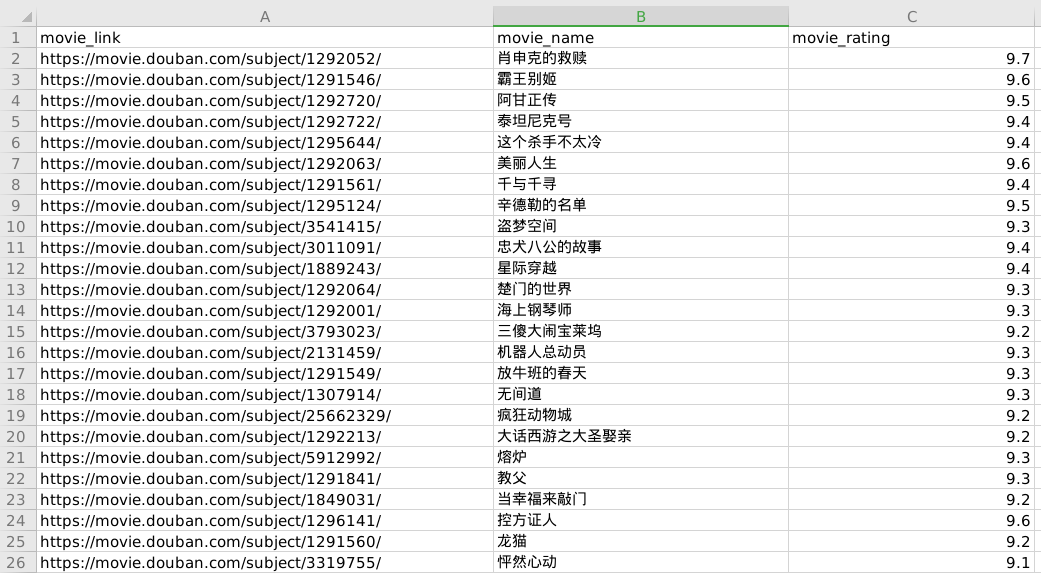 A B C
1 movie_link movie_name movie_rating
2 https://movie.douban.com/subject/1292052/ 肖申克的救赎 9.7
3 https://movie.douban.com/subject/1291546/ 霸王别姬 9.6
4 https://movie.douban.com/subject/1292720/ 阿甘正传 9.5
5 https://movie.douban.com/subject/1292722/ 泰坦尼克号 9.4
6 https://movie.douban.com/subject/1295644/ 这个杀手不太冷 9.4
7 https://movie.douban.com/subject/1292063/ 美丽人生 9.6
8 https://movie.douban.com/subject/1291561/ 千与千寻 9.4
9 https://movie.douban.com/subject/1295124/ 辛德勒的名单 9.5
10 https://movie.douban.com/subject/3541415/ 盗梦空间 9.3
11 https://movie.douban.com/subject/3011091/ 忠犬八公的故事 9.4
12 https://movie.douban.com/subject/1889243/ 星际穿越 9.4
13 https://movie.douban.com/subject/1292064/ 楚门的世界 9.3
14 https://movie.douban.com/subject/1292001/ 海上钢琴师 9.3
15 https://movie.douban.com/subject/3793023/ 三傻大闹宝莱坞 9.2
16 https://movie.douban.com/subject/2131459/ 机器人总动员 9.3
17 https://movie.douban.com/subject/1291549/ 放牛班的春天 9.3
18 https://movie.douban.com/subject/1307914/ 无间道 9.3
19 https://movie.douban.com/subject/25662329/ 疯狂动物城 9.2
20 https://movie.douban.com/subject/1292213/ 大话西游之大圣娶亲 9.2
21 https://movie.douban.com/subject/5912992/ 熔炉 9.3
22 https://movie.douban.com/subject/1291841/ 教父 9.3
23 https://movie.douban.com/subject/1849031/ 当幸福来敲门 9.2
24 https://movie.douban.com/subject/1296141/ 控方证人 9.6
25 https://movie.douban.com/subject/1291560/ 龙猫 9.2
26 https://movie.douban.com/subject/3319755/ 怦然心动 9.1